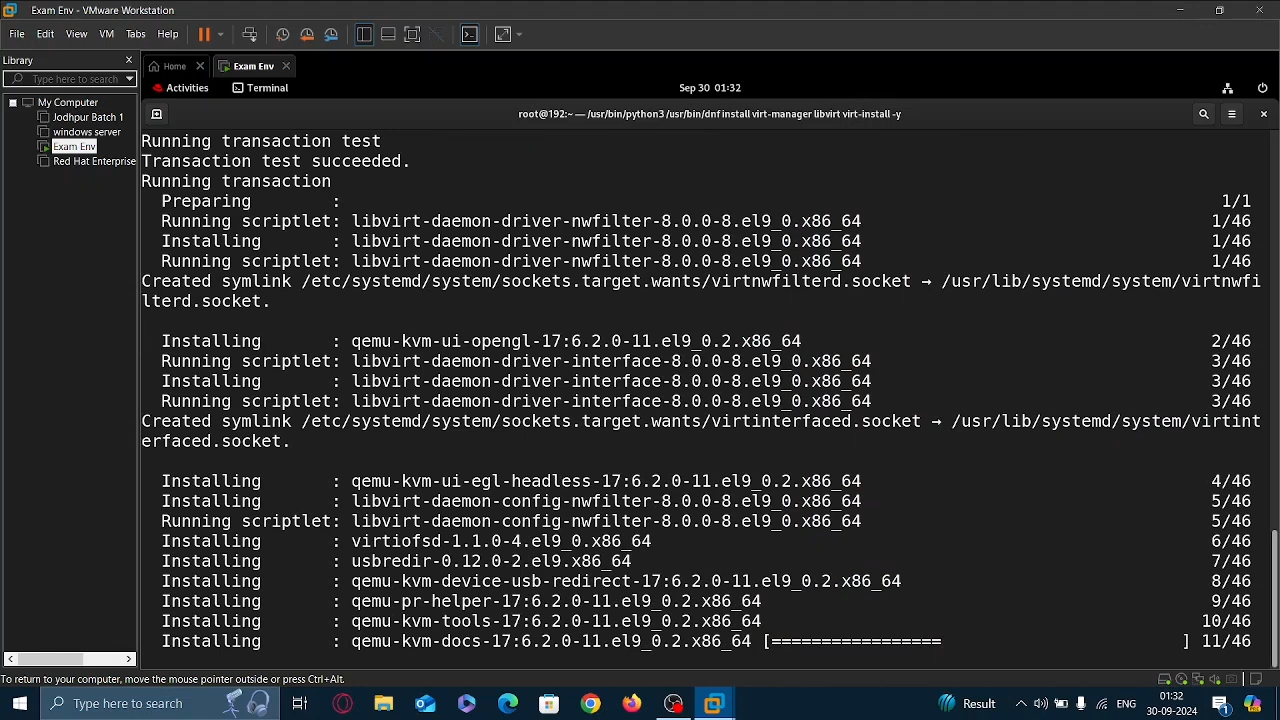 Exam Env - VMware Workstation
File Edit View VM Tabs Help
Library
Type here to search
My Computer
Jodhpur Batch 1
windows server
Exam Env
Red Hat Enterprise
Home Exam Env
Activities Terminal Sep 30 01:32
root@192:~ — /usr/bin/python3 /usr/bin/dnf install virt-manager libvirt virt-install -y
Running transaction test
Transaction test succeeded.
Running transaction
Preparing : 1/1
Running scriptlet: libvirt-daemon-driver-nwfilter-8.0.0-8.el9_0.x86_64 1/46
Installing : libvirt-daemon-driver-nwfilter-8.0.0-8.el9_0.x86_64 1/46
Running scriptlet: libvirt-daemon-driver-nwfilter-8.0.0-8.el9_0.x86_64 1/46
Created symlink /etc/systemd/system/sockets.target.wants/virtnwfilterd.socket → /usr/lib/systemd/system/virtnwfi
lterd.socket.
Installing : qemu-kvm-ui-opengl-17:6.2.0-11.el9_0.2.x86_64 2/46
Running scriptlet: libvirt-daemon-driver-interface-8.0.0-8.el9_0.x86_64 3/46
Installing : libvirt-daemon-driver-interface-8.0.0-8.el9_0.x86_64 3/46
Running scriptlet: libvirt-daemon-driver-interface-8.0.0-8.el9_0.x86_64 3/46
Created symlink /etc/systemd/system/sockets.target.wants/virtinterfaced.socket → /usr/lib/systemd/system/virtint
erfaced.socket.
Installing : qemu-kvm-ui-egl-headless-17:6.2.0-11.el9_0.2.x86_64 4/46
Installing : libvirt-daemon-config-nwfilter-8.0.0-8.el9_0.x86_64 5/46
Running scriptlet: libvirt-daemon-config-nwfilter-8.0.0-8.el9_0.x86_64 5/46
Installing : virtiofsd-1.1.0-4.el9_0.x86_64 6/46
Installing : usbredir-0.12.0-2.el9.x86_64 7/46
Installing : qemu-kvm-device-usb-redirect-17:6.2.0-11.el9_0.2.x86_64 8/46
Installing : qemu-pr-helper-17:6.2.0-11.el9_0.2.x86_64 9/46
Installing : qemu-kvm-tools-17:6.2.0-11.el9_0.2.x86_64 10/46
Installing : qemu-kvm-docs-17:6.2.0-11.el9_0.2.x86_64 [================= ] 11/46
To return to your computer, move the mouse pointer outside or press Ctrl+Alt.
Type here to search Result ENG 01:32
30-09-2024